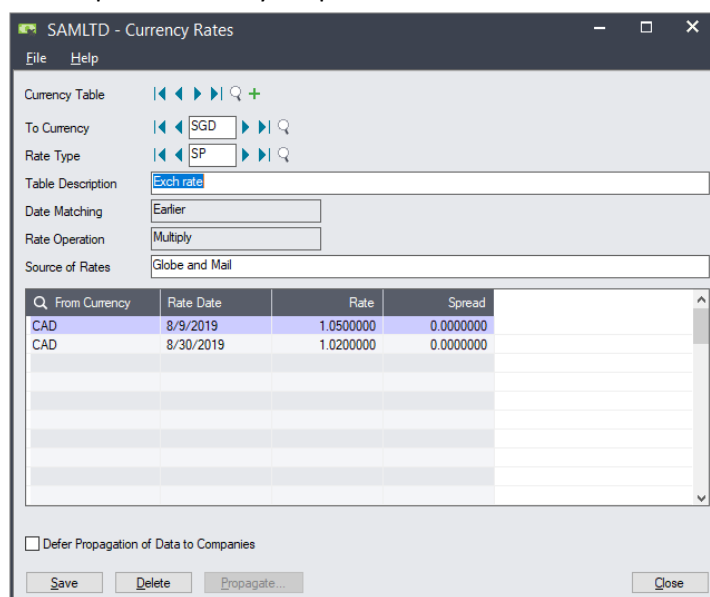 SAMLTD - Currency Rates
File Help
Currency Table
To Currency SGD
Rate Type SP
Table Description Exch rate
Date Matching Earlier
Rate Operation Multiply
Source of Rates Globe and Mail
From Currency Rate Date Rate Spread
CAD 8/9/2019 1.0500000 0.0000000
CAD 8/30/2019 1.0200000 0.0000000
Defer Propagation of Data to Companies
Save Delete Propagate... Close